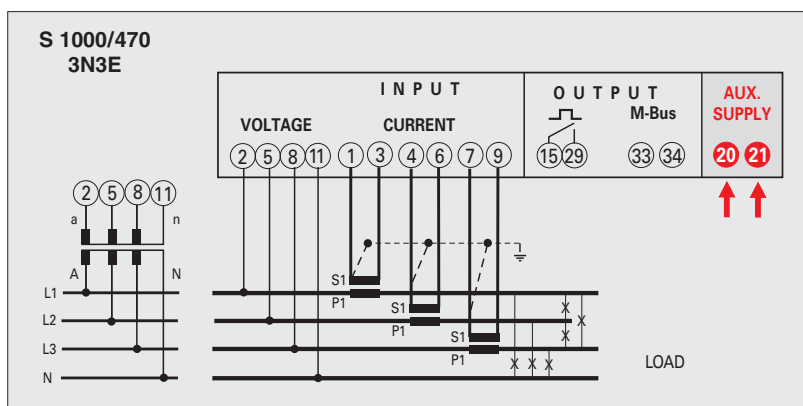 S 1000/470
3N3E
INPUT
OUTPUT
AUX.
SUPPLY
VOLTAGE
CURRENT
M-Bus
2 5 8 11 1 3 4 6 7 9 15 29 33 34 20 21
2 5 8 11
a n
A N
S1
P1
S1
P1
S1
P1
L1
L2
L3
N
X
X
X
X X X
LOAD